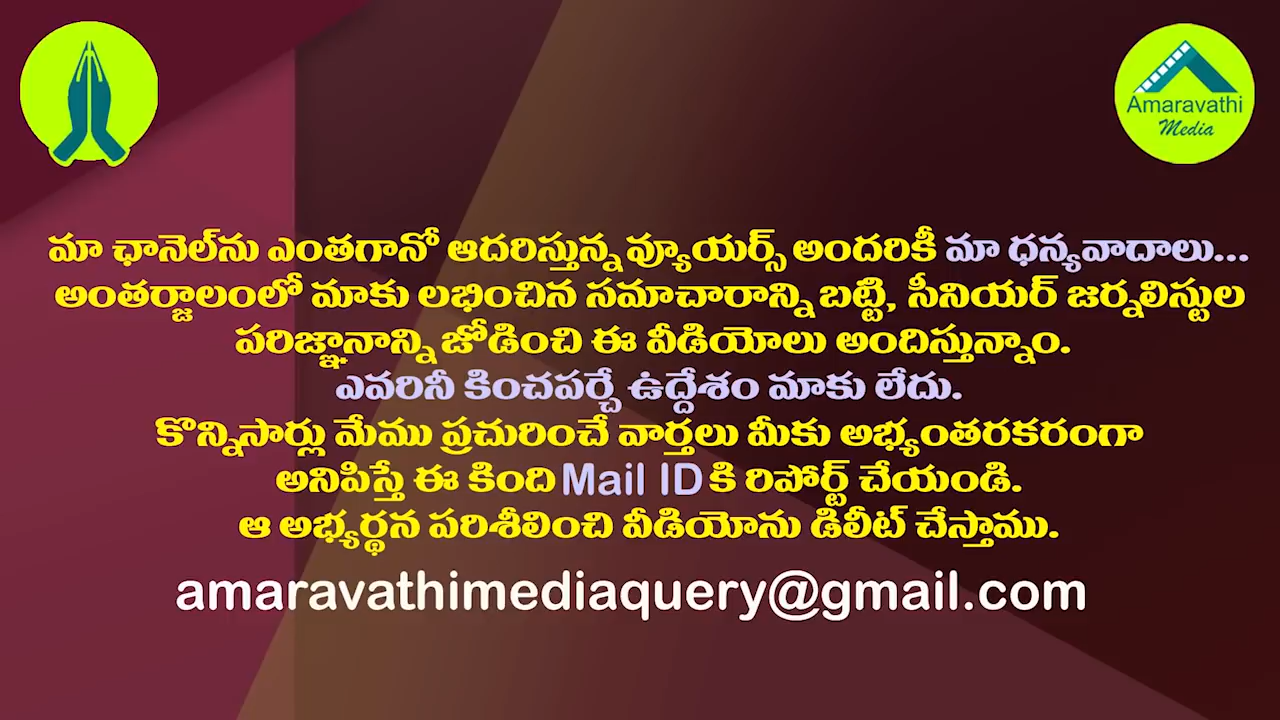 Amaravathi
Media
మా ఛానెల్‌ను ఎంతగానో ఆదరిస్తున్న వ్యూయర్స్ అందరికీ మా ధన్యవాదాలు...
అంతర్జాలంలో మాకు లభించిన సమాచారాన్ని బట్టి, సీనియర్ జర్నలిస్టుల
పరిజ్ఞానాన్ని జోడించి ఈ వీడియోలు అందిస్తున్నాం.
ఎవరినీ కించపర్చే ఉద్దేశం మాకు లేదు.
కొన్నిసార్లు మేము ప్రచురించే వార్తలు మీకు అభ్యంతరకరంగా
అనిపిస్తే ఈ కింది Mail ID కి రిపోర్ట్ చేయండి.
ఆ అభ్యర్థన పరిశీలించి వీడియోను డిలీట్ చేస్తాము.
amaravathimediaquery@gmail.com